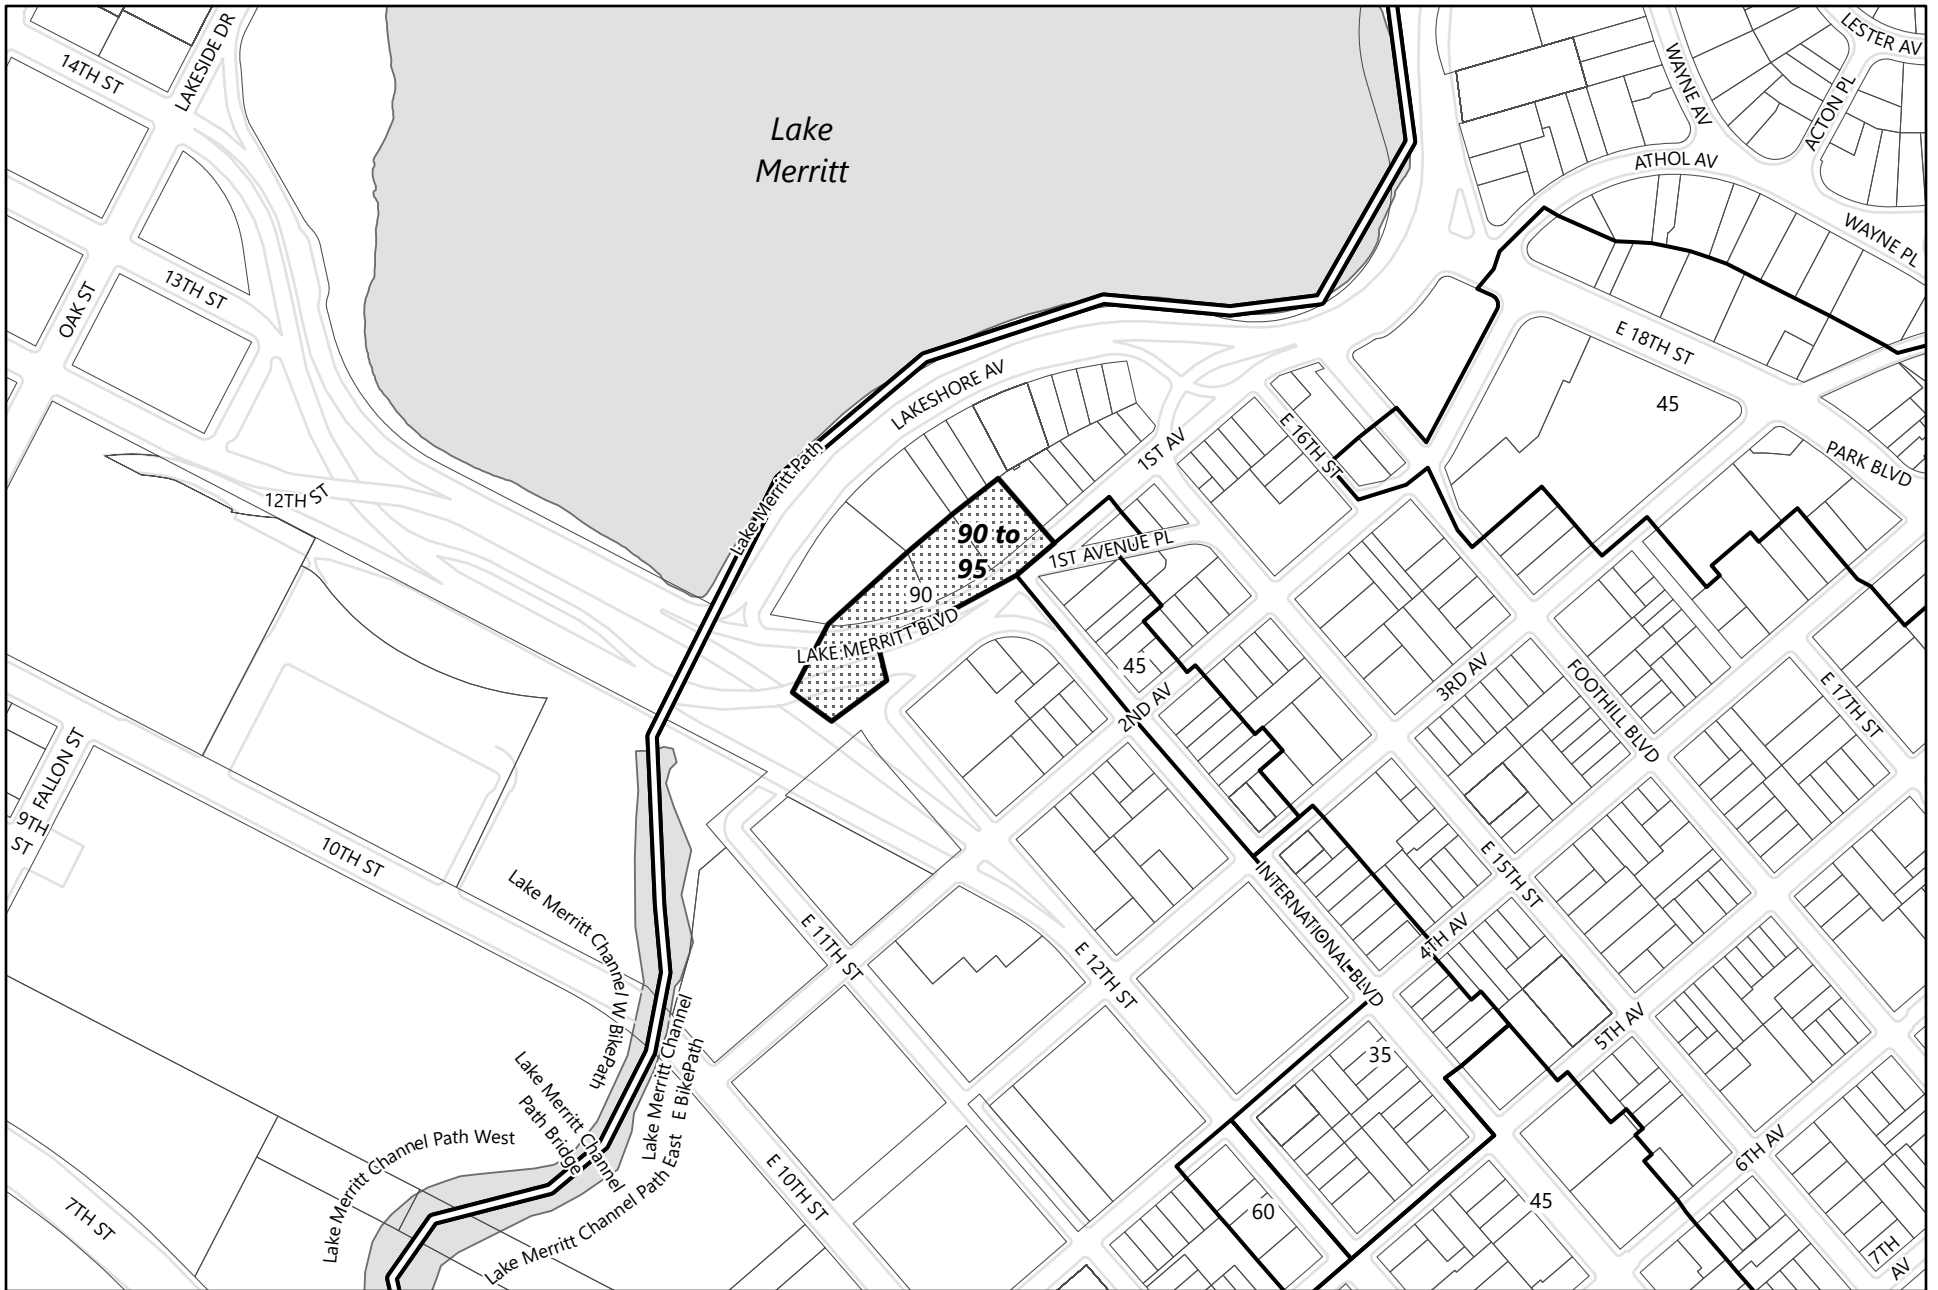 LESTER AV
LAKESIDE DR
14TH ST
WAYNE AV
ACTON PL
Lake
Merritt
ATHOL AV
WAYNE PL
13TH ST
OAK ST
E 18TH ST
LAKESHORE AV
45
E 16TH ST
1ST AV
PARK BLVD
Lake Merritt Path
12TH ST
90 to
95
1ST AVENUE PL
90
LAKE MERRITT BLVD
45
2ND AV
3RD AV
FOOTHILL BLVD
E 17TH ST
FALLON ST
9TH
ST
10TH ST
E 15TH ST
INTERNATIONAL BLVD
4TH AV
Lake Merritt Channel W BikePath
E 11TH ST
E 12TH ST
5TH AV
35
Lake Merritt Channel
E BikePath
Lake Merritt Channel
Path Bridge
Lake Merritt Channel Path West
Lake Merritt Channel Path East
E 10TH ST
6TH AV
7TH ST
60
45
7TH
AV